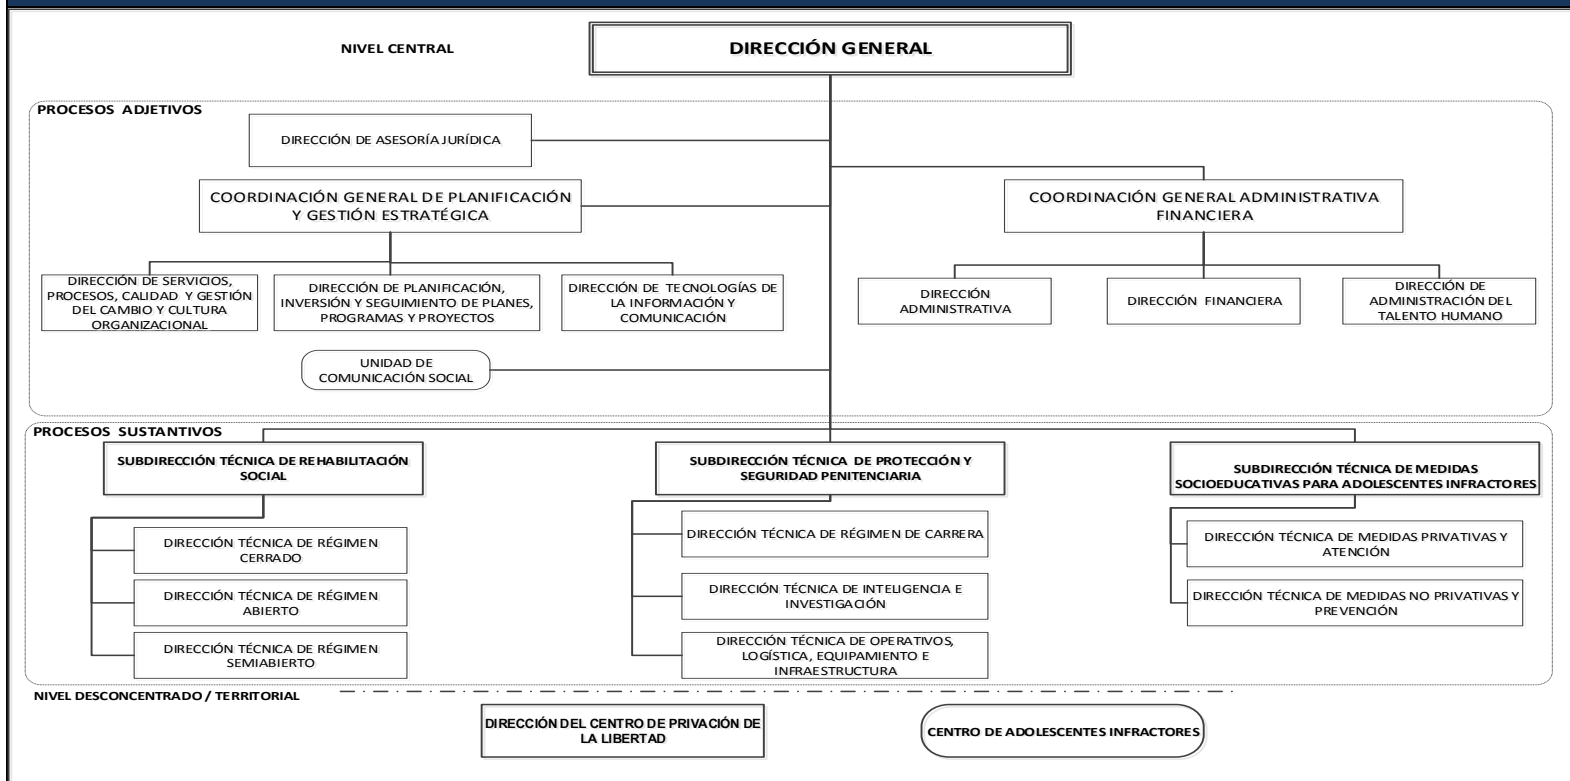 NIVEL CENTRAL
DIRECCIÓN GENERAL
PROCESOS ADJETIVOS
DIRECCIÓN DE ASESORÍA JURÍDICA
COORDINACIÓN GENERAL DE PLANIFICACIÓN
Y GESTIÓN ESTRATÉGICA
COORDINACIÓN GENERAL ADMINISTRATIVA
FINANCIERA
DIRECCIÓN DE SERVICIOS,
PROCESOS, CALIDAD Y GESTIÓN
DEL CAMBIO Y CULTURA
ORGANIZACIONAL
DIRECCIÓN DE PLANIFICACIÓN,
INVERSIÓN Y SEGUIMIENTO DE PLANES,
PROGRAMAS Y PROYECTOS
DIRECCIÓN DE TECNOLOGÍAS DE
LA INFORMACIÓN Y
COMUNICACIÓN
DIRECCIÓN
ADMINISTRATIVA
DIRECCIÓN FINANCIERA
DIRECCIÓN DE
ADMINISTRACIÓN DEL
TALENTO HUMANO
UNIDAD DE
COMUNICACIÓN SOCIAL
PROCESOS SUSTANTIVOS
SUBDIRECCIÓN TÉCNICA DE REHABILITACIÓN
SOCIAL
SUBDIRECCIÓN TÉCNICA DE PROTECCIÓN Y
SEGURIDAD PENITENCIARIA
SUBDIRECCIÓN TÉCNICA DE MEDIDAS
SOCIOEDUCATIVAS PARA ADOLESCENTES INFRACTORES
DIRECCIÓN TÉCNICA DE RÉGIMEN
CERRADO
DIRECCIÓN TÉCNICA DE RÉGIMEN
ABIERTO
DIRECCIÓN TÉCNICA DE RÉGIMEN
SEMIABIERTO
DIRECCIÓN TÉCNICA DE RÉGIMEN DE CARRERA
DIRECCIÓN TÉCNICA DE INTELIGENCIA E
INVESTIGACIÓN
DIRECCIÓN TÉCNICA DE OPERATIVOS,
LOGÍSTICA, EQUIPAMIENTO E
INFRAESTRUCTURA
DIRECCIÓN TÉCNICA DE MEDIDAS PRIVATIVAS Y
ATENCIÓN
DIRECCIÓN TÉCNICA DE MEDIDAS NO PRIVATIVAS Y
PREVENCIÓN
NIVEL DESCONCENTRADO / TERRITORIAL
DIRECCIÓN DEL CENTRO DE PRIVACIÓN DE
LA LIBERTAD
CENTRO DE ADOLESCENTES INFRACTORES